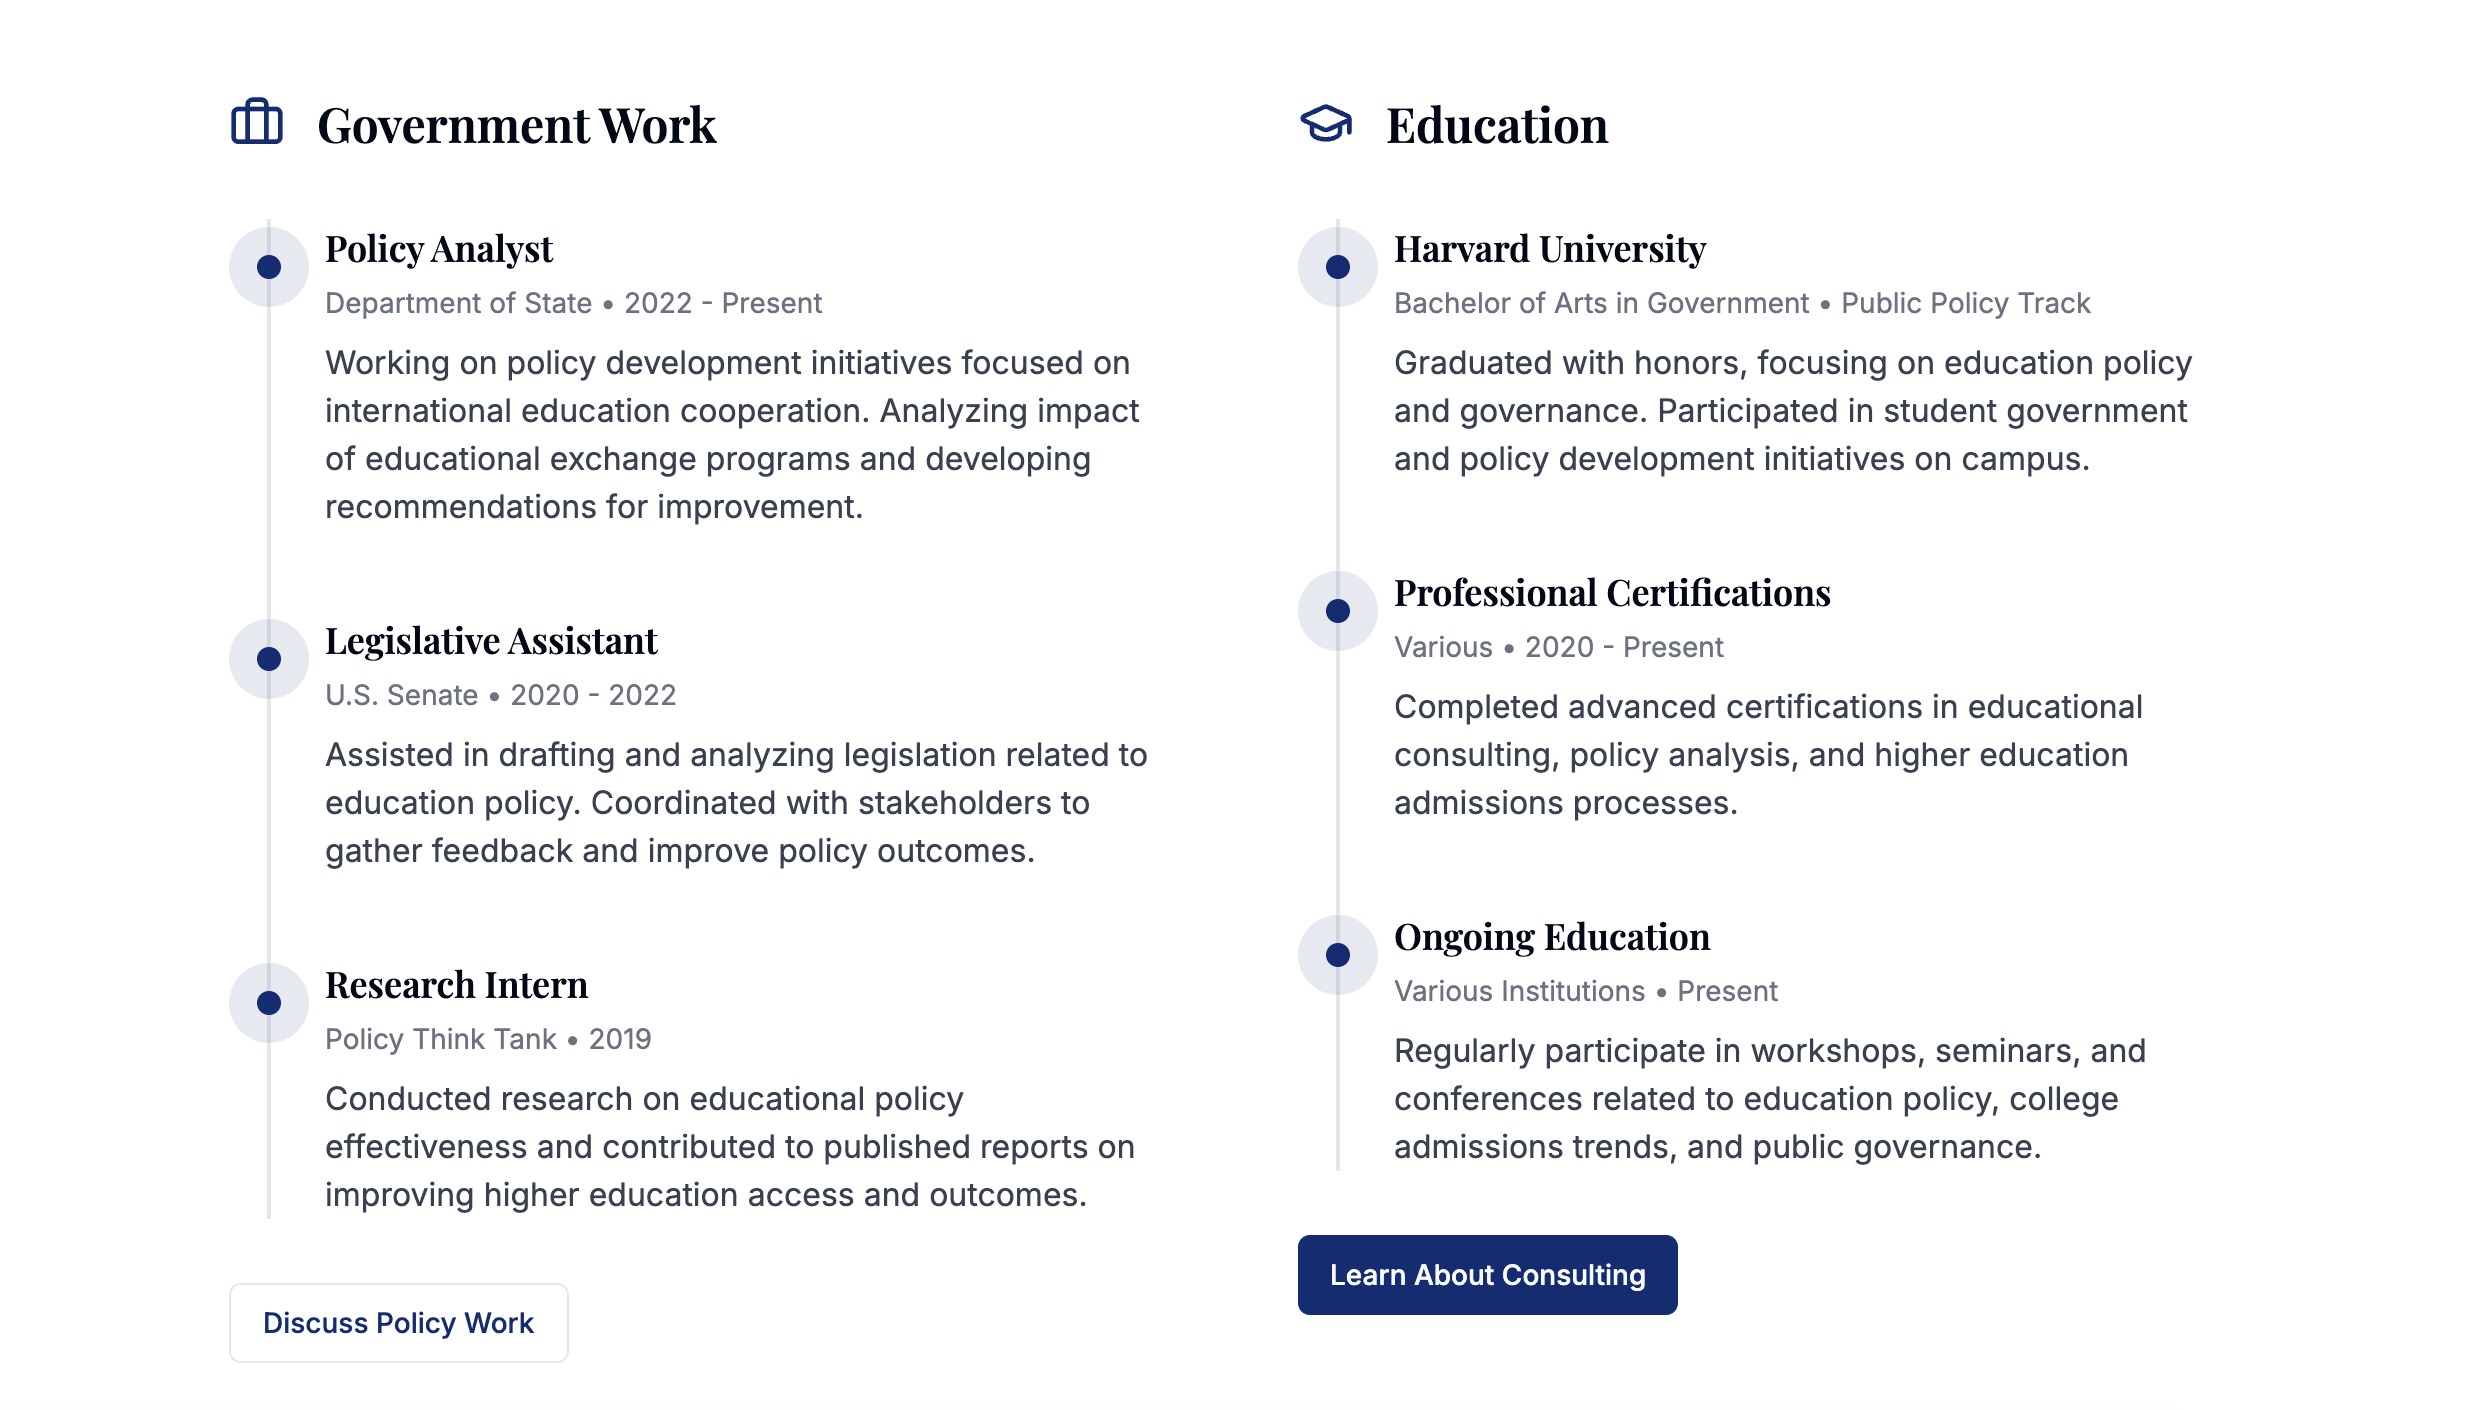 Government Work
Policy Analyst
Department of State • 2022 - Present
Working on policy development initiatives focused on
international education cooperation. Analyzing impact
of educational exchange programs and developing
recommendations for improvement.
Legislative Assistant
U.S. Senate • 2020 - 2022
Assisted in drafting and analyzing legislation related to
education policy. Coordinated with stakeholders to
gather feedback and improve policy outcomes.
Research Intern
Policy Think Tank • 2019
Conducted research on educational policy
effectiveness and contributed to published reports on
improving higher education access and outcomes.
Discuss Policy Work
Education
Harvard University
Bachelor of Arts in Government • Public Policy Track
Graduated with honors, focusing on education policy
and governance. Participated in student government
and policy development initiatives on campus.
Professional Certifications
Various • 2020 - Present
Completed advanced certifications in educational
consulting, policy analysis, and higher education
admissions processes.
Ongoing Education
Various Institutions • Present
Regularly participate in workshops, seminars, and
conferences related to education policy, college
admissions trends, and public governance.
Learn About Consulting